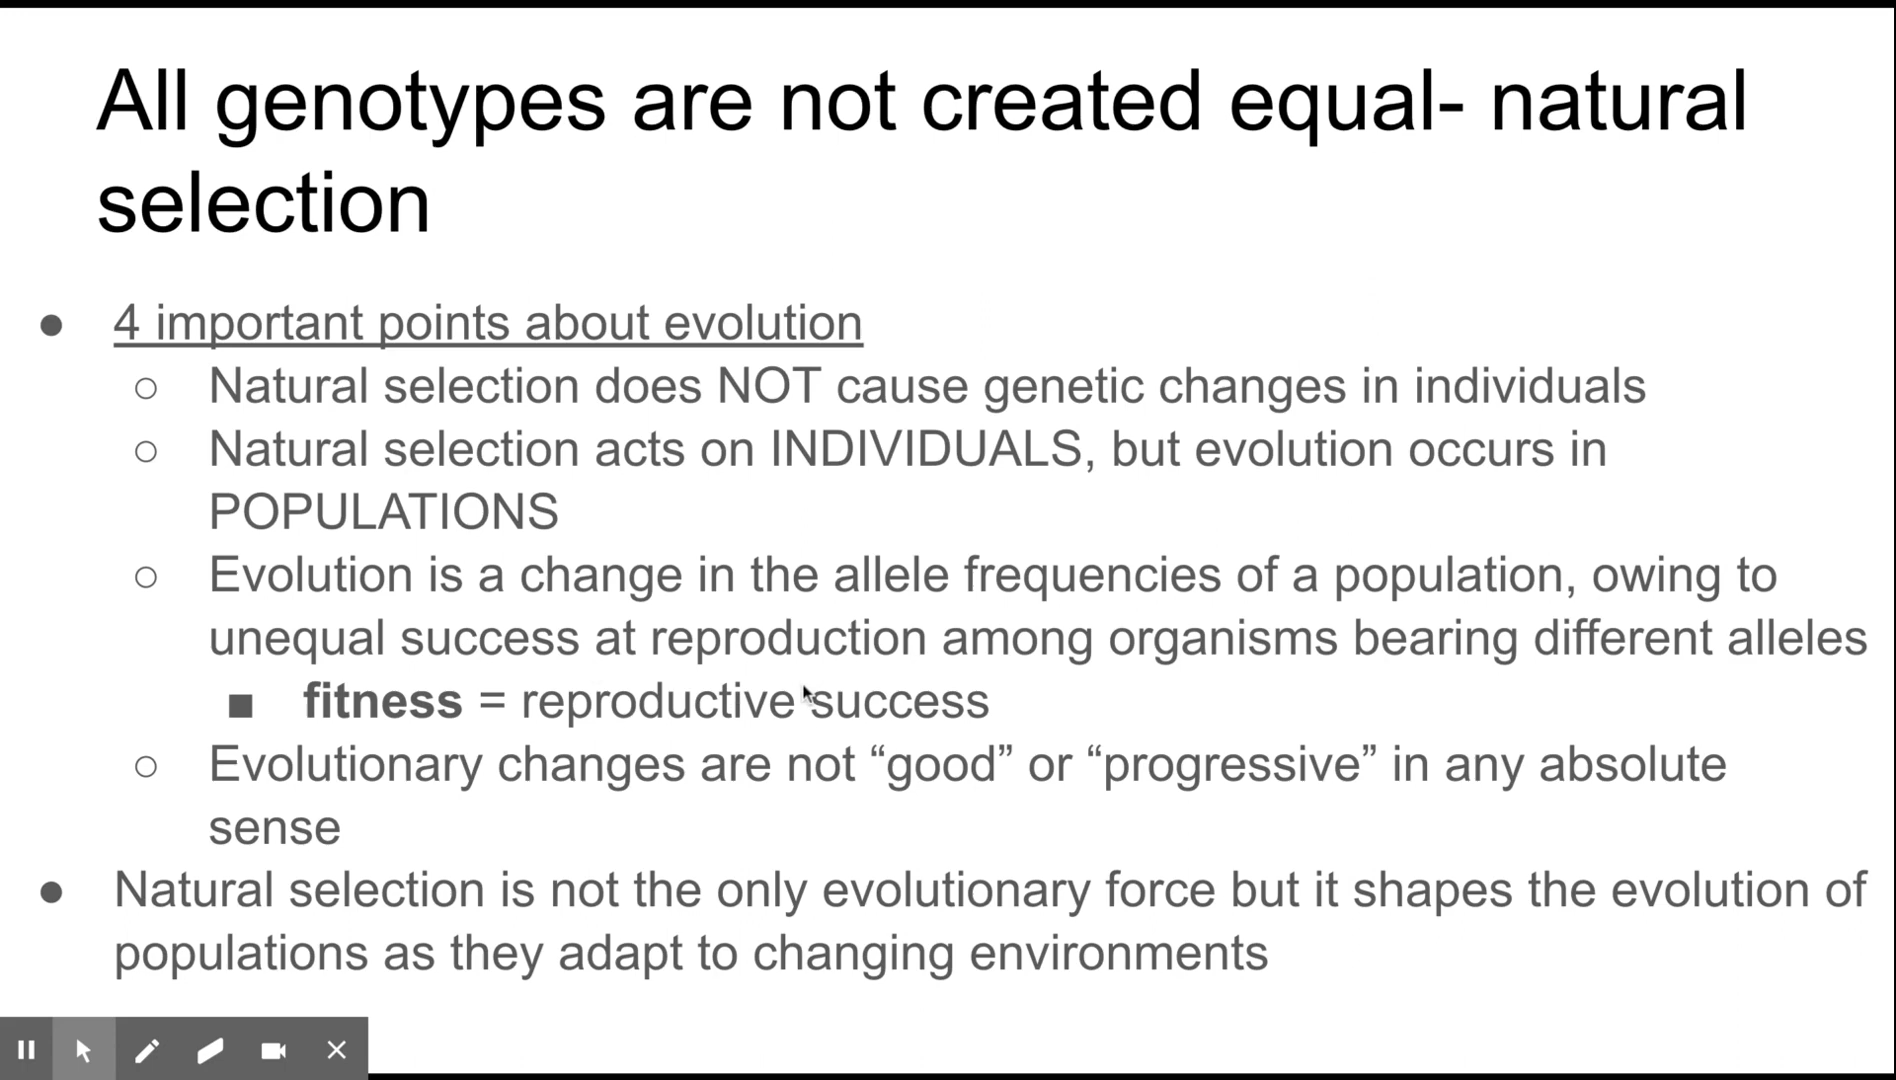 All genotypes are not created equal- natural
selection
● 4 important points about evolution
○ Natural selection does NOT cause genetic changes in individuals
○ Natural selection acts on INDIVIDUALS, but evolution occurs in
POPULATIONS
○ Evolution is a change in the allele frequencies of a population, owing to
unequal success at reproduction among organisms bearing different alleles
■ fitness = reproductive success
○ Evolutionary changes are not “good” or “progressive” in any absolute
sense
● Natural selection is not the only evolutionary force but it shapes the evolution of
populations as they adapt to changing environments